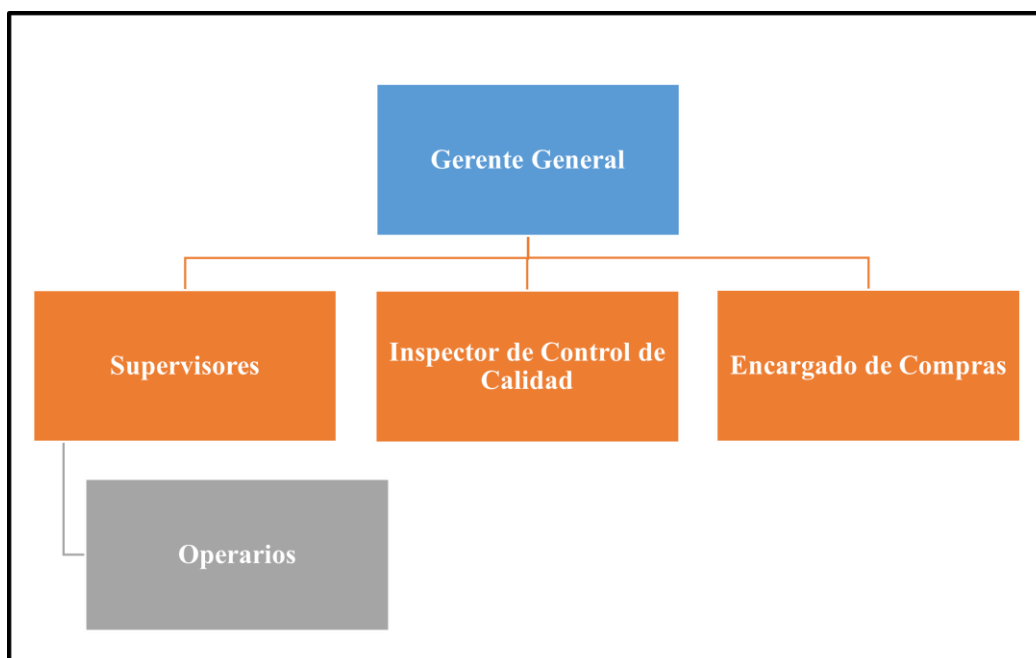 Gerente General
Supervisores
Inspector de Control de
Calidad
Encargado de Compras
Operarios